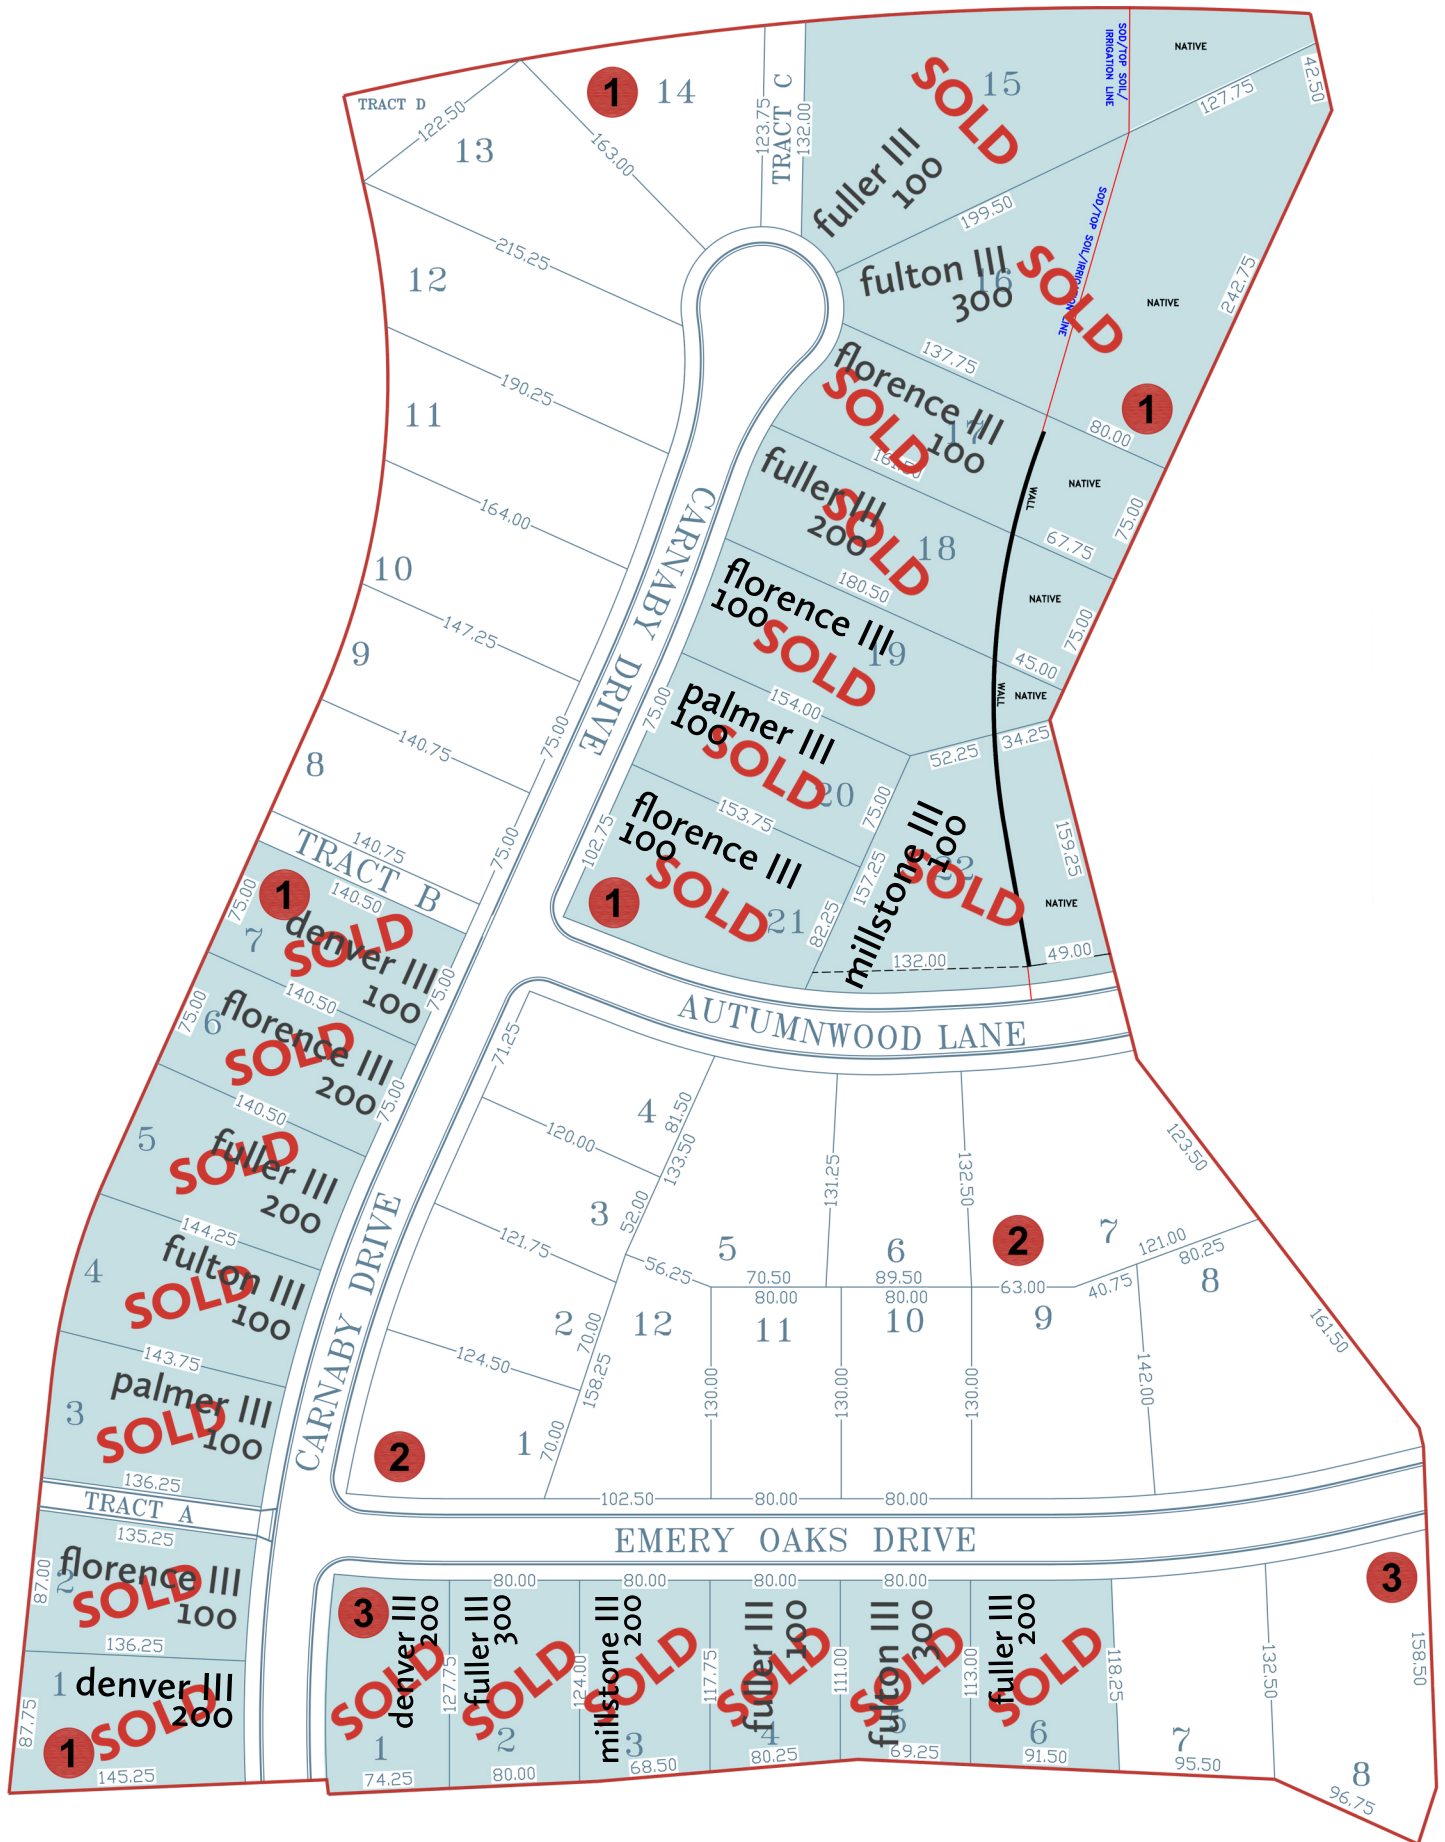 TRACT D
122.50
13
1
14
163.00
123.75
TRACT C
132.00
15
SOLD
fuller III
100
SOD/TOP SOIL/
IRRIGATION LINE
NATIVE
127.75
42.50
199.50
12
215.25
fulton III
300
16
SOLD
NATIVE
242.75
1
11
190.25
137.75
florence III
100
17
SOLD
80.00
NATIVE
75.00
WALL
10
164.00
fuller III
200
SOLD
18
67.75
NATIVE
75.00
180.50
CARNABY DRIVE
9
147.25
florence III
100
SOLD
19
45.00
NATIVE
WALL
154.00
8
140.75
75.00
75.00
palmer III
100
SOLD
20
52.25
34.25
153.75
75.00
140.75
TRACT B
75.00
102.75
florence III
100
SOLD
21
1
157.25
82.25
millstone III
100
22
SOLD
159.25
NATIVE
132.00
49.00
75.00
1
140.50
7
denver III
100
SOLD
75.00
75.00
140.50
6
florence III
200
SOLD
75.00
140.50
AUTUMNWOOD LANE
5
fuller III
200
SOLD
144.25
71.25
4
81.50
120.00
133.50
3
52.00
121.75
5
131.25
6
132.50
2
7
121.00
80.25
123.50
4
fulton III
100
SOLD
143.75
CARNABY DRIVE
56.25
70.50
80.00
89.50
80.00
63.00
40.75
8
161.50
2
70.00
12
11
10
9
124.50
158.25
3
palmer III
100
SOLD
136.25
130.00
130.00
130.00
142.00
2
1
70.00
102.50
80.00
80.00
TRACT A
135.25
EMERY OAKS DRIVE
87.00
2
florence III
100
SOLD
136.25
87.75
1
denver III
200
SOLD
1
145.25
3
80.00
80.00
80.00
80.00
3
denver III
200
SOLD
1
74.25
127.75
fuller III
300
SOLD
2
80.00
124.00
millstone III
200
SOLD
3
68.50
117.75
fuller III
100
SOLD
4
80.25
111.00
fulton III
300
SOLD
5
69.25
113.00
fuller III
200
SOLD
6
91.50
118.25
7
95.50
132.50
8
96.75
158.50